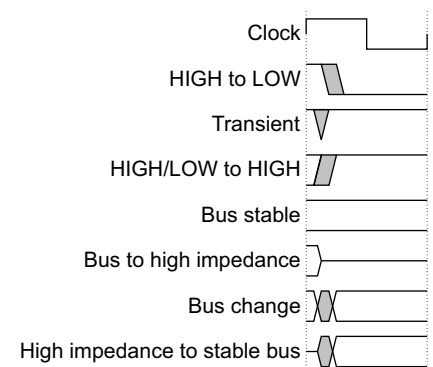 Clock
HIGH to LOW
Transient
HIGH/LOW to HIGH
Bus stable
Bus to high impedance
Bus change
High impedance to stable bus